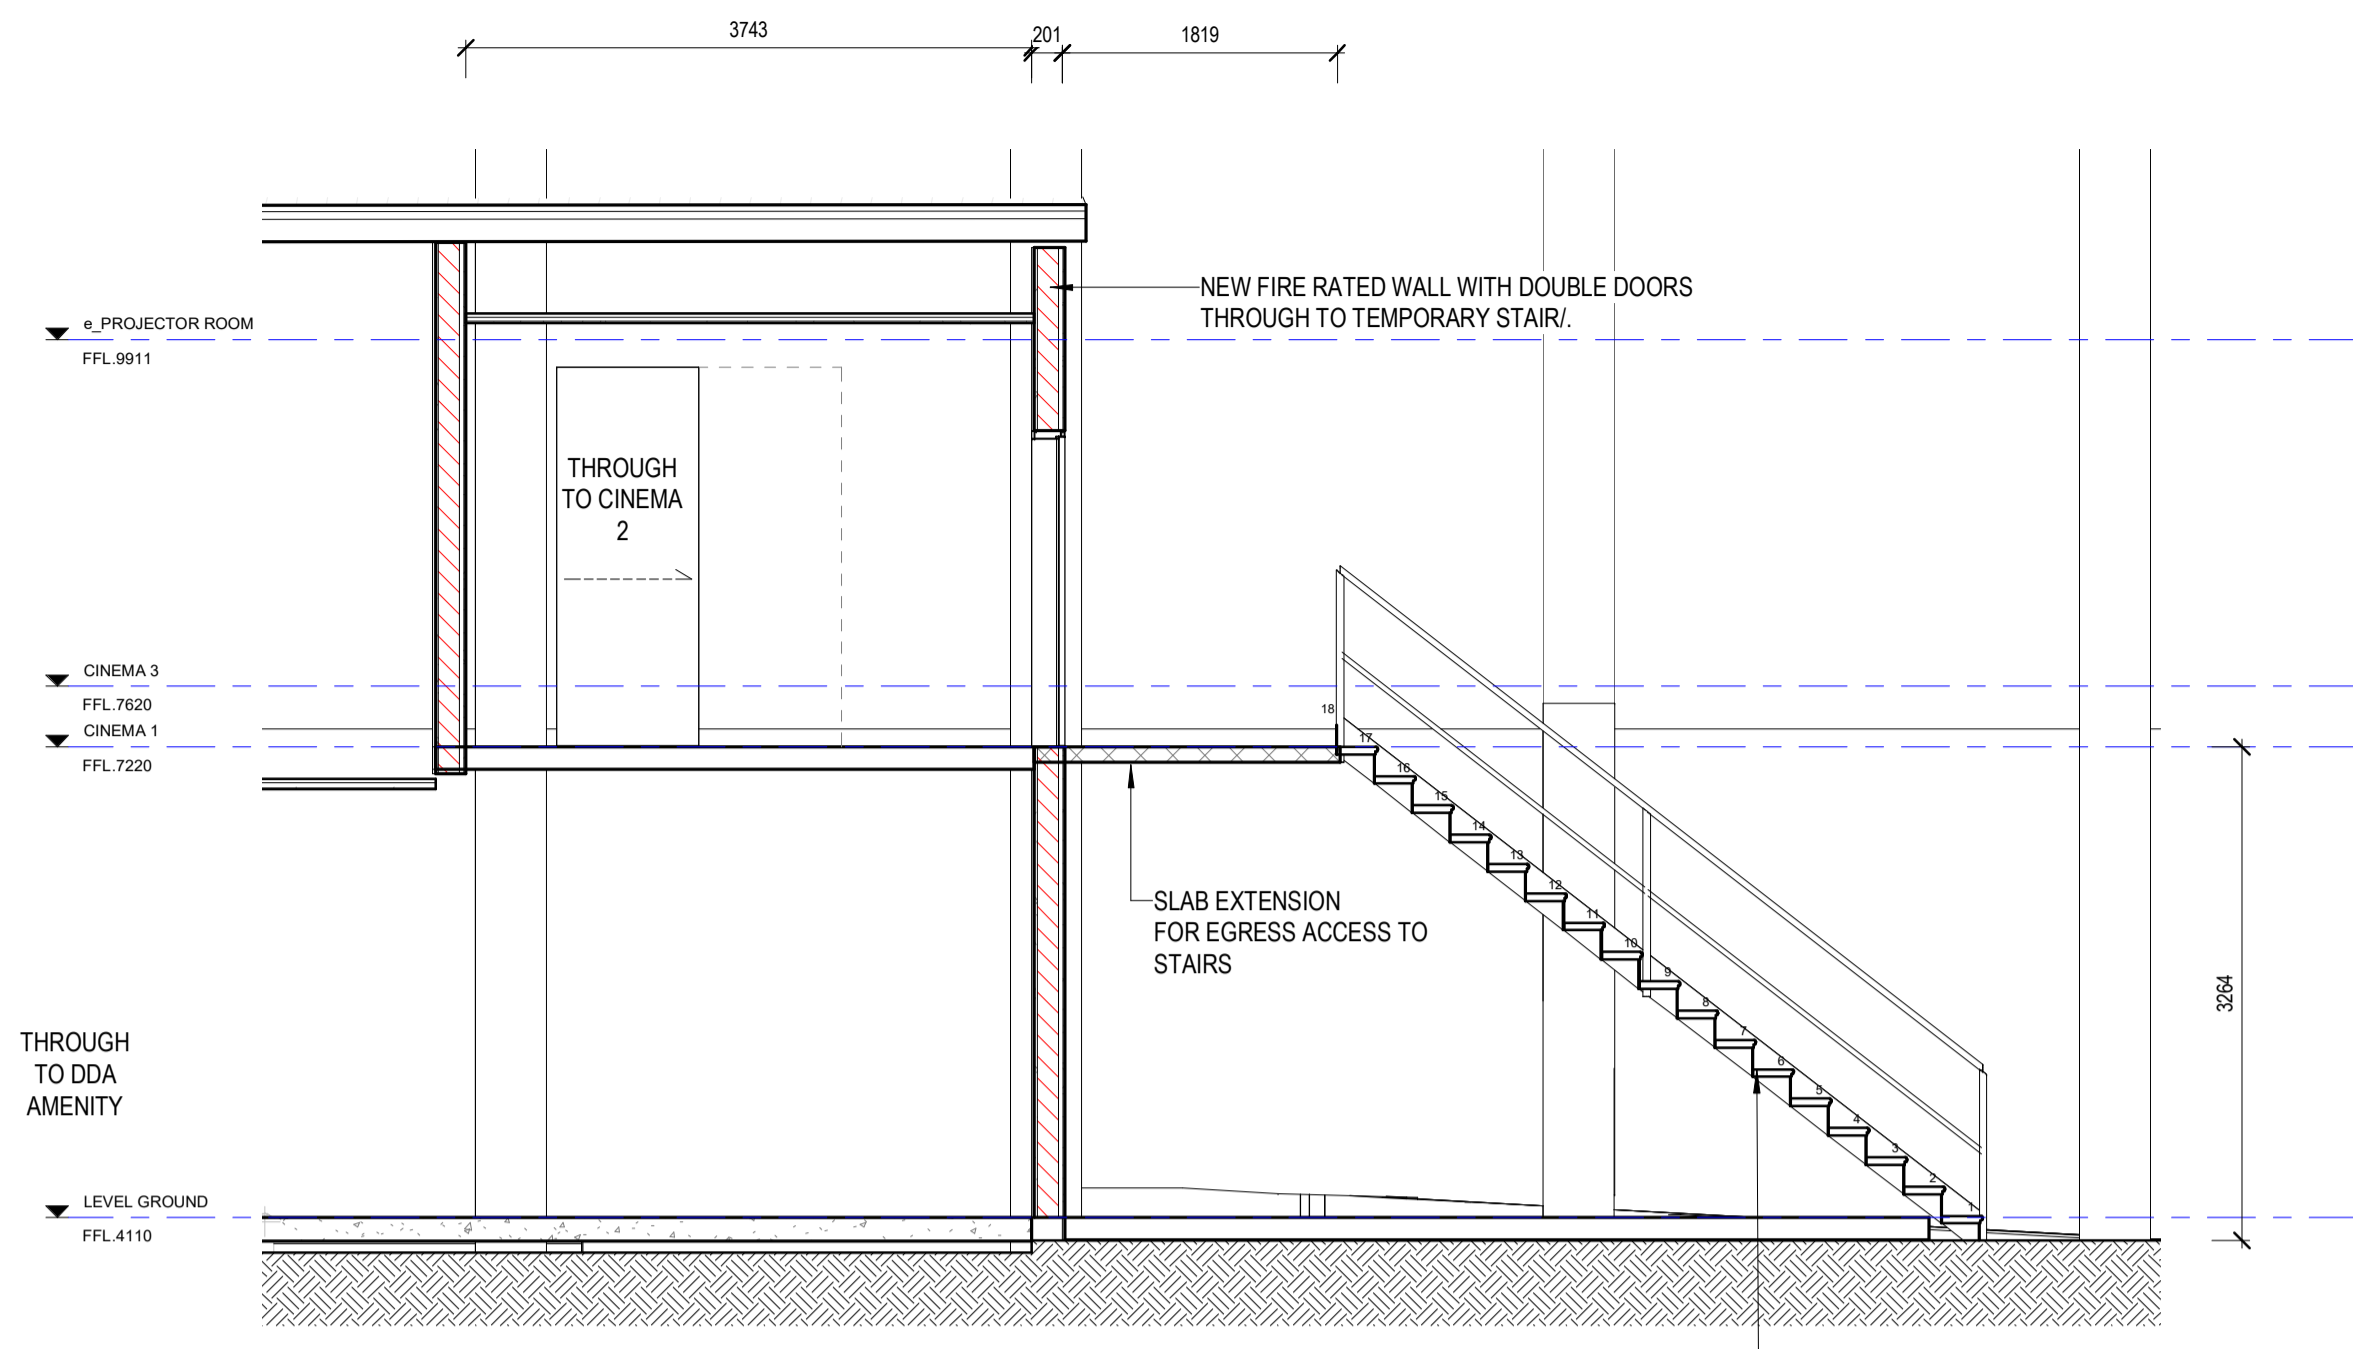 3743
201
1819
NEW FIRE RATED WALL WITH DOUBLE DOORS
THROUGH TO TEMPORARY STAIR/.
e_PROJECTOR ROOM
FFL.9911
THROUGH
TO CINEMA
2
CINEMA 3
FFL.7620
CINEMA 1
FFL.7220
18
17
16
15
14
13
12
11
10
9
8
7
6
5
4
3
2
1
SLAB EXTENSION
FOR EGRESS ACCESS TO
STAIRS
3264
THROUGH
TO DDA
AMENITY
LEVEL GROUND
FFL.4110